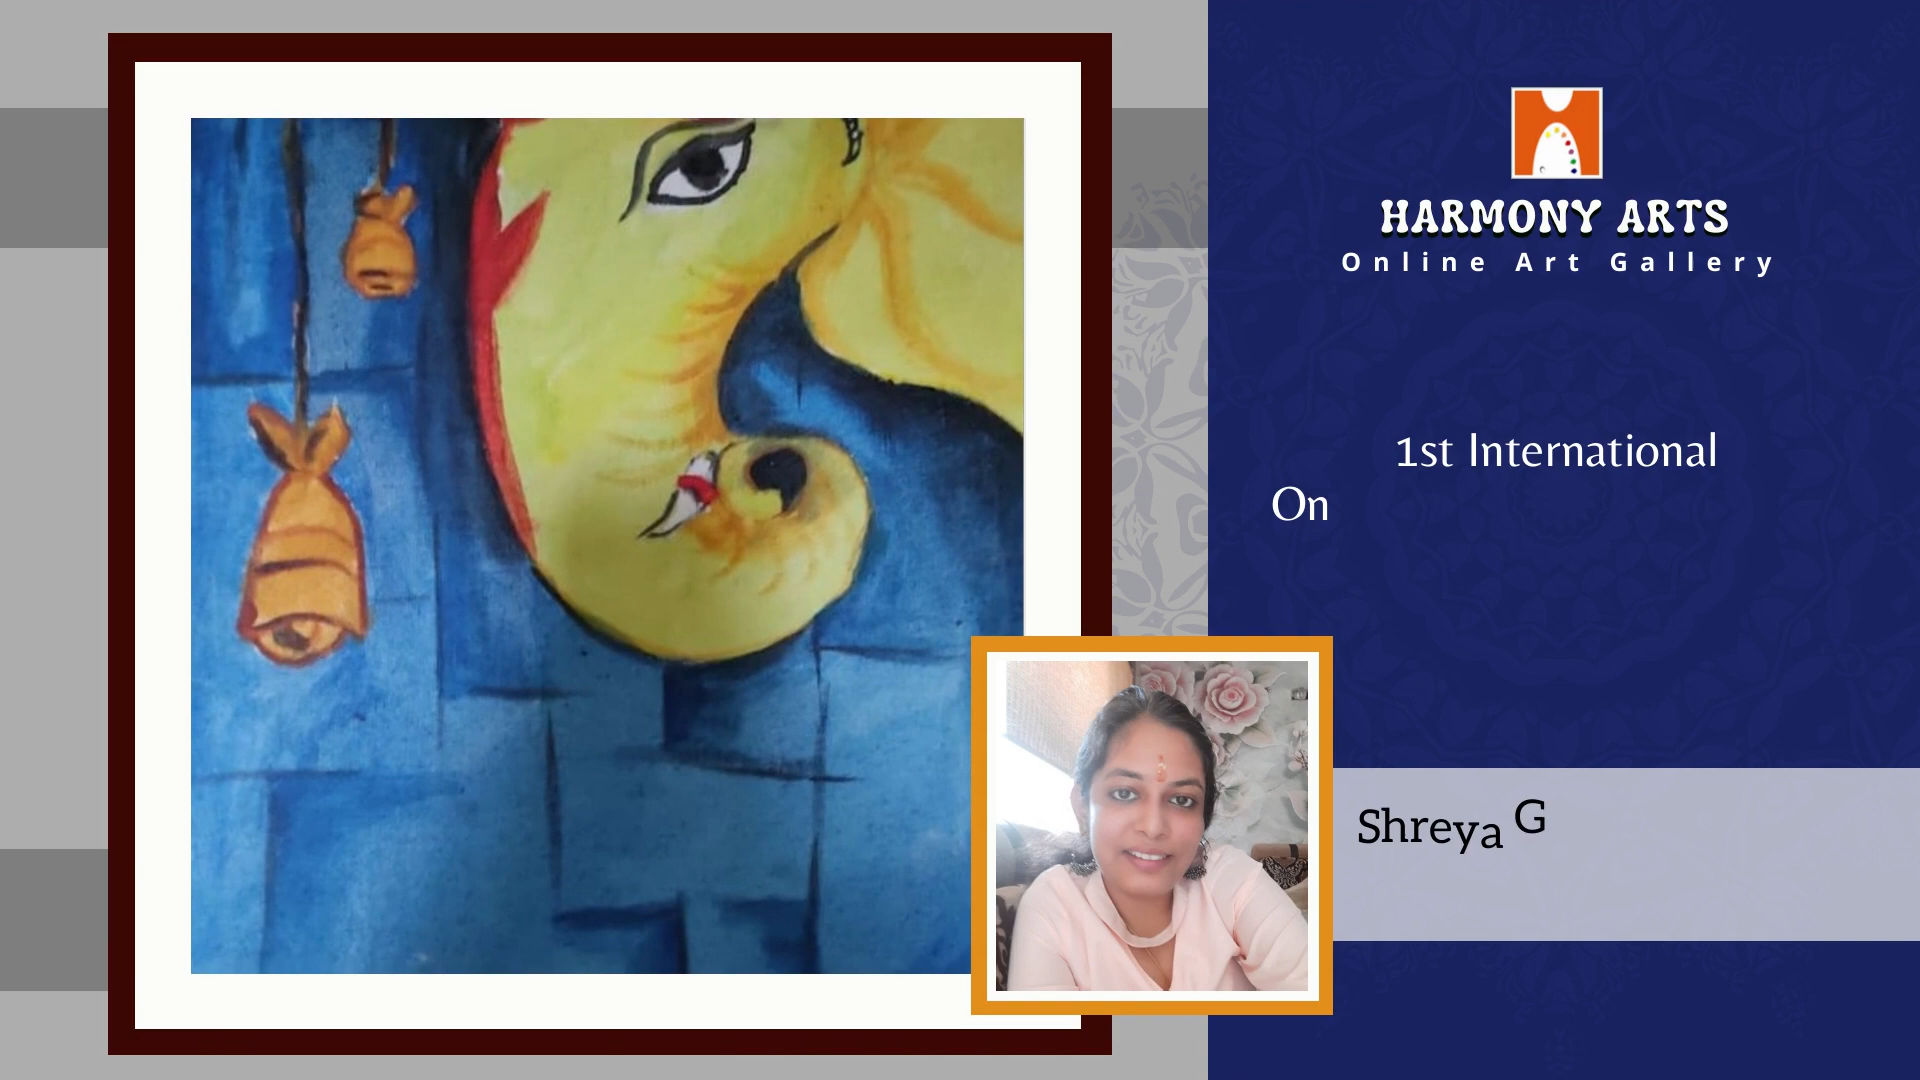 HARMONY ARTS
Online Art Gallery
1st International
On
Shreya G